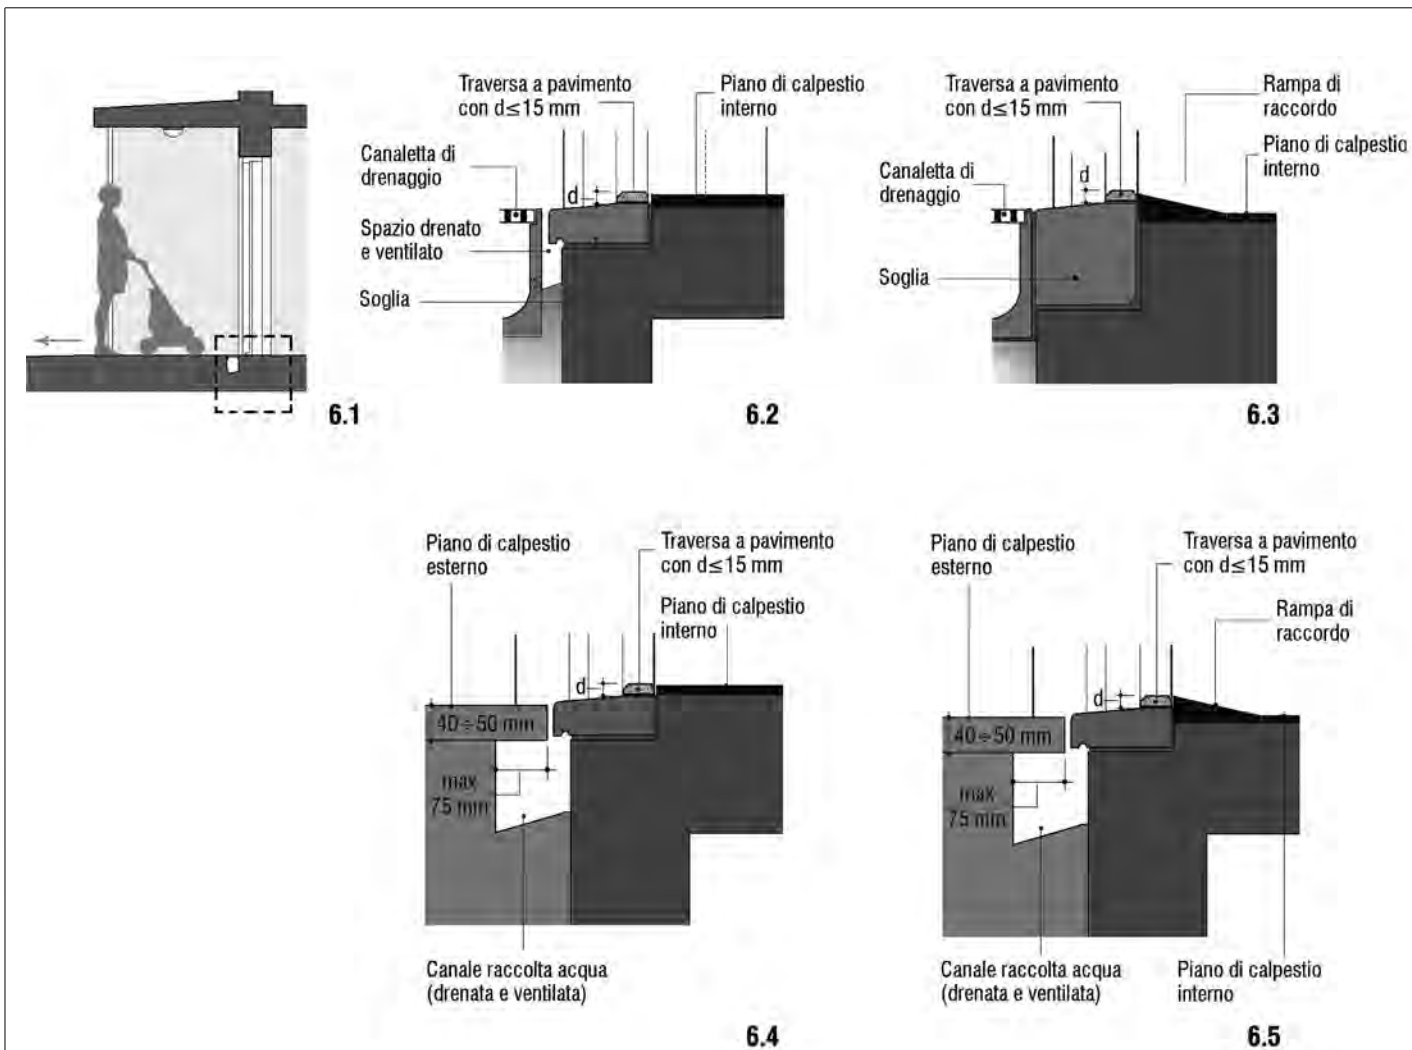 Traversa a pavimento
con d≤15 mm
Piano di calpestio
interno
Canaletta di
drenaggio
d
Spazio drenato
e ventilato
Soglia
6.1
6.2
Traversa a pavimento
con d≤15 mm
Rampa di
raccordo
Piano di calpestio
interno
Canaletta di
drenaggio
d
Soglia
6.3
Piano di calpestio
esterno
Traversa a pavimento
con d≤15 mm
Piano di calpestio
interno
d
40÷50 mm
max
75 mm
Canale raccolta acqua
(drenata e ventilata)
6.4
Piano di calpestio
esterno
Traversa a pavimento
con d≤15 mm
Rampa di
raccordo
d
40÷50 mm
max
75 mm
Canale raccolta acqua
(drenata e ventilata)
Piano di calpestio
interno
6.5